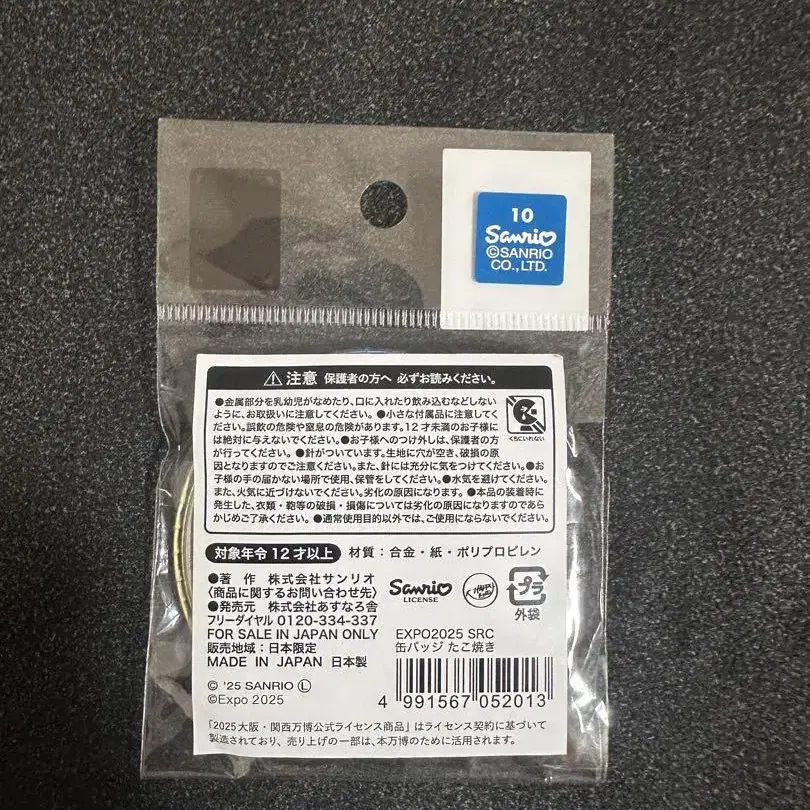 10
Sanrio
©SANRIO
CO.,LTD.
⚠注意 保護者の方へ 必ずお読みください。
●金属部分を乳幼児がなめたり、口に入れたり飲み込むなどしない
ように、お取扱いに注意してください。●小さな付属品に注意してく
ださい。誤飲の危険や窒息の危険があります。12才未満のお子様に
は絶対に与えないでください。●お子様へのつけ外しは、保護者の方
が行ってください。●針がついています。生地に穴が空き、破損の原
因となりますのでご注意ください。また、針には充分に気をつけてください。●お
子様の手の届かない場所で使用、保管をしてください。●水気を避けてください。
また、火気に近づけないでください。劣化の原因になります。●本品の装着時に
発生した、衣類・鞄等の破損・損傷については劣化の原因になりますのであら
かじめご了承ください。●通常使用目的以外では、ご使用にならないでください。
くちにいれない
対象年令12才以上 材質：合金・紙・ポリプロピレン
●著 作 株式会社サンリオ
〈商品に関するお問い合わせ先〉
●発売元 株式会社あすなろ舎
フリーダイヤル 0120-334-337
FOR SALE IN JAPAN ONLY
販売地域：日本限定
MADE IN JAPAN 日本製
© '25 SANRIO Ⓛ
©Expo 2025
Sanrio
LICENSE
プラ
外袋
EXPO2025 SRC
缶バッジ たこ焼き
4 991567 052013
「2025大阪・関西万博公式ライセンス商品」はライセンス契約に基づいて
製造されており、売り上げの一部は、本万博のために活用されます。